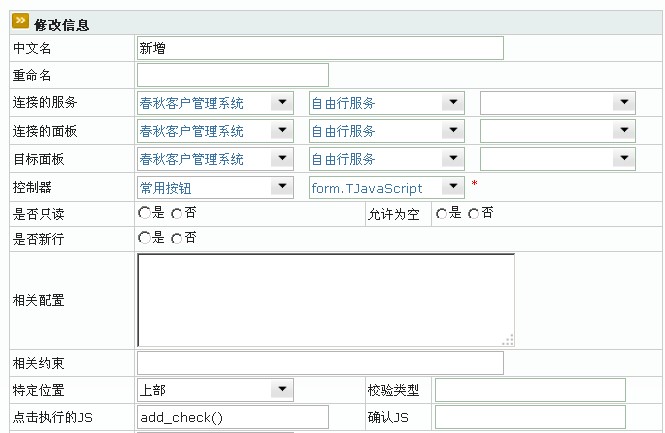 修改信息
中文名 新增
重命名
连接的服务 春秋客户管理系统 自由行服务
连接的面板 春秋客户管理系统 自由行服务
目标面板 春秋客户管理系统 自由行服务
控制器 常用按钮 form.TJavaScript *
是否只读 是 否 允许为空 是 否
是否新行 是 否
相关配置
相关约束
特定位置 上部 校验类型
点击执行的JS add_check() 确认JS